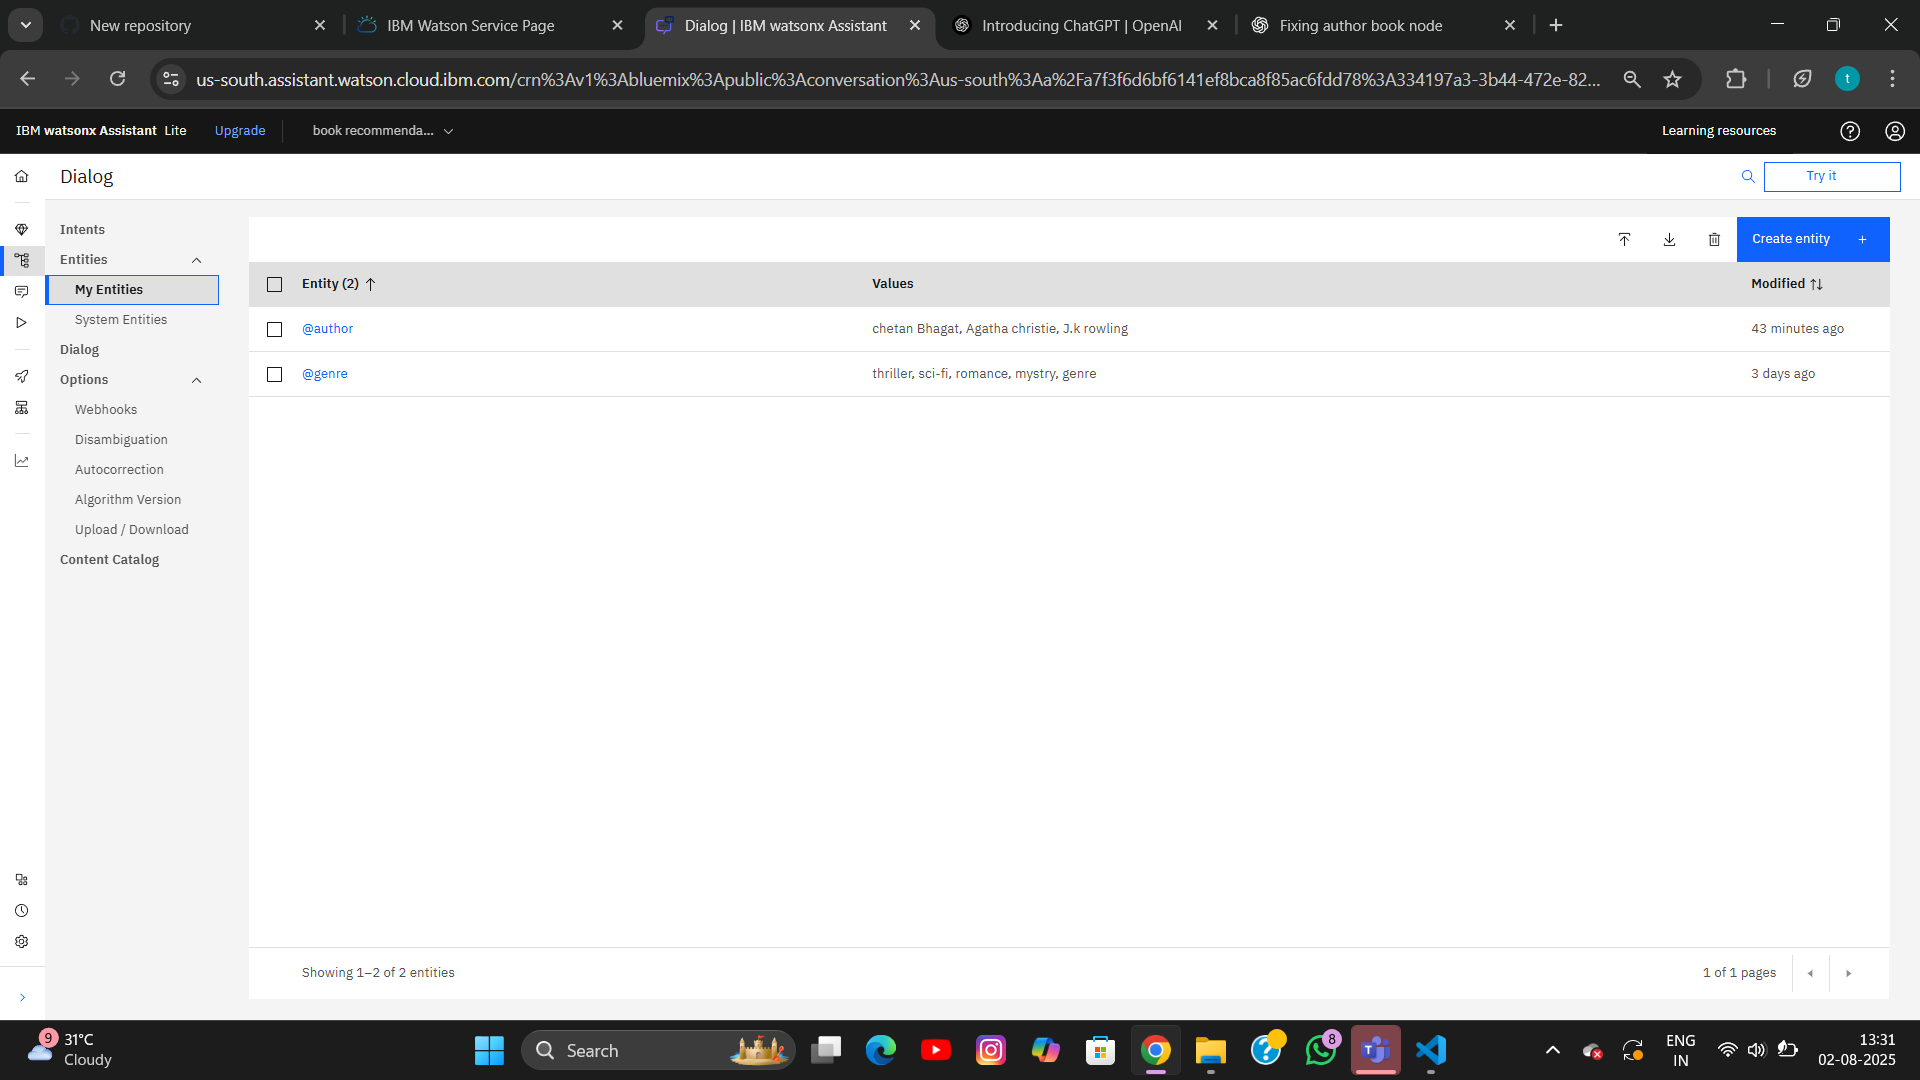 New repository
IBM Watson Service Page
Dialog | IBM watsonx Assistant
Introducing ChatGPT | OpenAI
Fixing author book node
us-south.assistant.watson.cloud.ibm.com/crn%3Av1%3Abluemix%3Apublic%3Aconversation%3Aus-south%3Aa%2Fa7f3f6d6bf6141ef8bca8f85ac6fdd78%3A334197a3-3b44-472e-82...
t
IBM watsonx Assistant Lite
Upgrade
book recommenda...
Learning resources
Dialog
Try it
Intents
Entities
My Entities
System Entities
Dialog
Options
Webhooks
Disambiguation
Autocorrection
Algorithm Version
Upload / Download
Content Catalog
Create entity +
Entity (2)
Values
Modified
@author
chetan Bhagat, Agatha christie, J.k rowling
43 minutes ago
@genre
thriller, sci-fi, romance, mystry, genre
3 days ago
Showing 1–2 of 2 entities
1 of 1 pages
9
31°C
Cloudy
Search
8
ENG
IN
13:31
02-08-2025